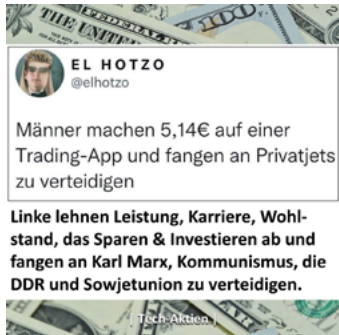 THE UNITED
FEDERAL
EL HOTZO
@elhotzo
Männer machen 5,14€ auf einer
Trading-App und fangen an Privatjets
zu verteidigen
Linke lehnen Leistung, Karriere, Wohl-
stand, das Sparen & Investieren ab und
fangen an Karl Marx, Kommunismus, die
DDR und Sowjetunion zu verteidigen.
[ Tech-Aktien ]